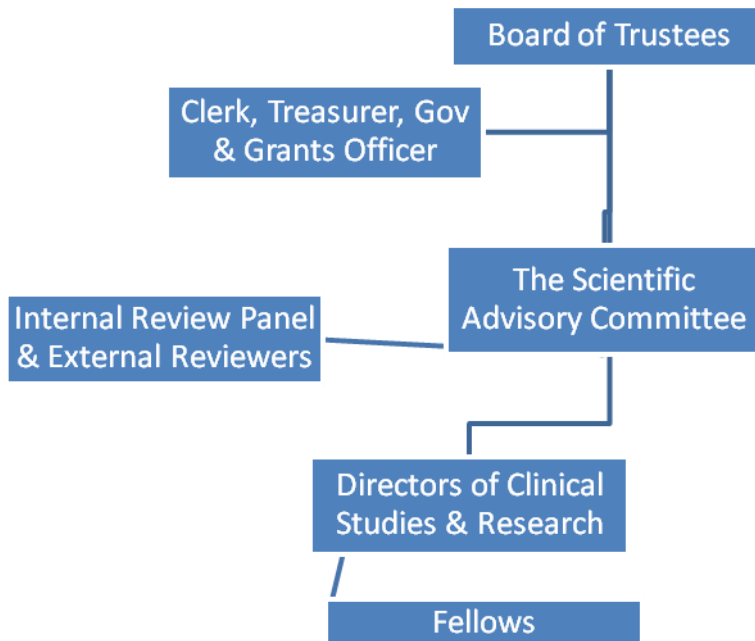 Board of Trustees
Clerk, Treasurer, Gov
& Grants Officer
The Scientific
Advisory Committee
Internal Review Panel
& External Reviewers
Directors of Clinical
Studies & Research
Fellows